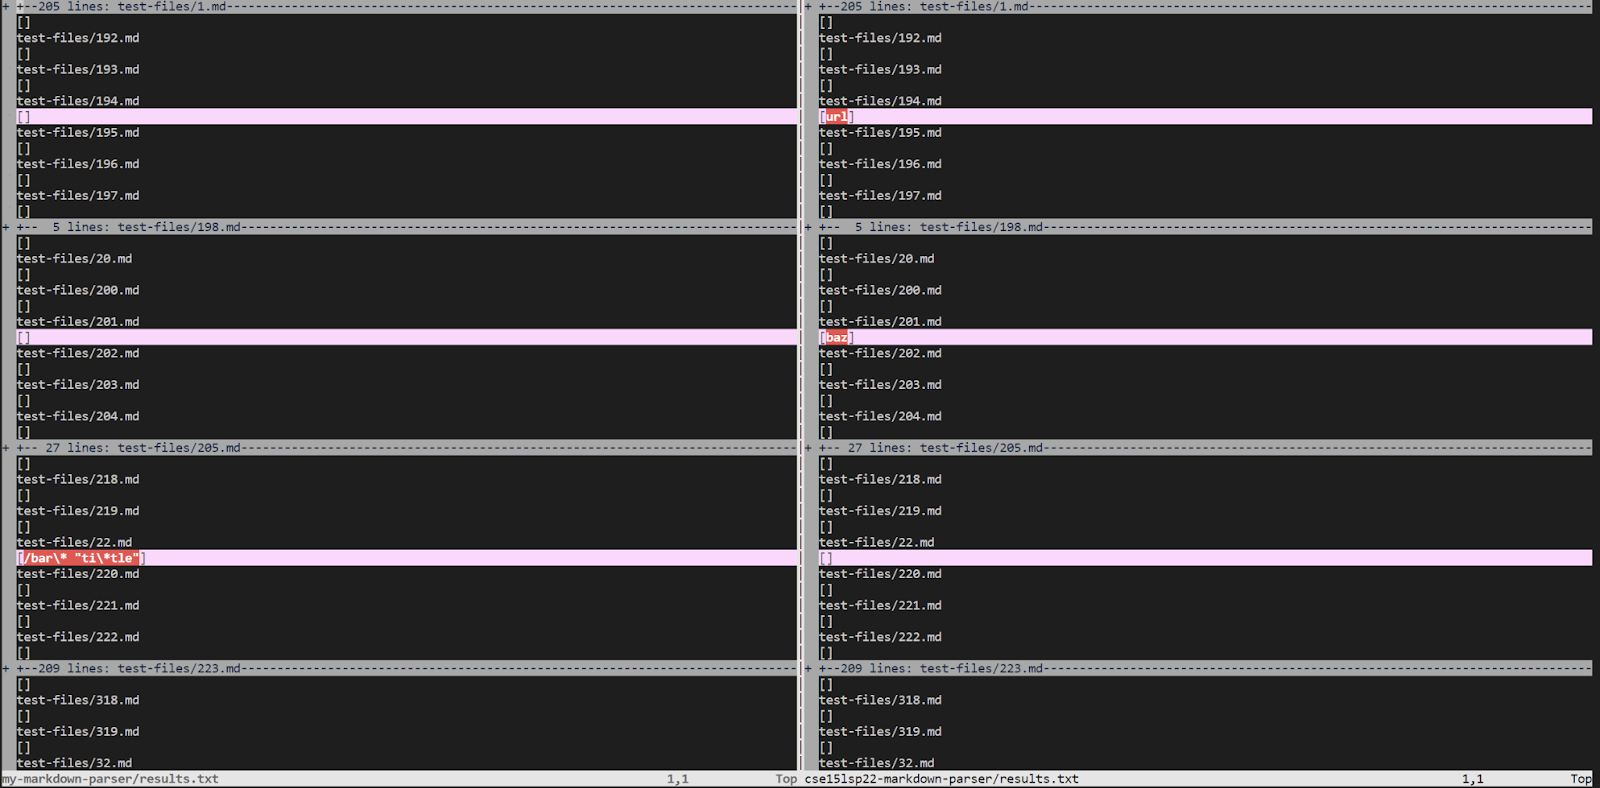 + +--205 lines: test-files/1.md---------------------------------------------------------------------------
[]
test-files/192.md
[]
test-files/193.md
[]
test-files/194.md
[]
test-files/195.md
[]
test-files/196.md
[]
test-files/197.md
[]
+ +--  5 lines: test-files/198.md-------------------------------------------------------------------------
[]
test-files/20.md
[]
test-files/200.md
[]
test-files/201.md
[]
test-files/202.md
[]
test-files/203.md
[]
test-files/204.md
[]
+ +-- 27 lines: test-files/205.md-------------------------------------------------------------------------
[]
test-files/218.md
[]
test-files/219.md
[]
test-files/22.md
[/bar\* "ti\*tle"]
test-files/220.md
[]
test-files/221.md
[]
test-files/222.md
[]
+ +--209 lines: test-files/223.md-------------------------------------------------------------------------
[]
test-files/318.md
[]
test-files/319.md
[]
test-files/32.md
my-markdown-parser/results.txt 1,1 Top
+ +--205 lines: test-files/1.md---------------------------------------------------------------------------
[]
test-files/192.md
[]
test-files/193.md
[]
test-files/194.md
[url]
test-files/195.md
[]
test-files/196.md
[]
test-files/197.md
[]
+ +--  5 lines: test-files/198.md-------------------------------------------------------------------------
[]
test-files/20.md
[]
test-files/200.md
[]
test-files/201.md
[baz]
test-files/202.md
[]
test-files/203.md
[]
test-files/204.md
[]
+ +-- 27 lines: test-files/205.md-------------------------------------------------------------------------
[]
test-files/218.md
[]
test-files/219.md
[]
test-files/22.md
[]
test-files/220.md
[]
test-files/221.md
[]
test-files/222.md
[]
+ +--209 lines: test-files/223.md-------------------------------------------------------------------------
[]
test-files/318.md
[]
test-files/319.md
[]
test-files/32.md
cse15lsp22-markdown-parser/results.txt 1,1 Top